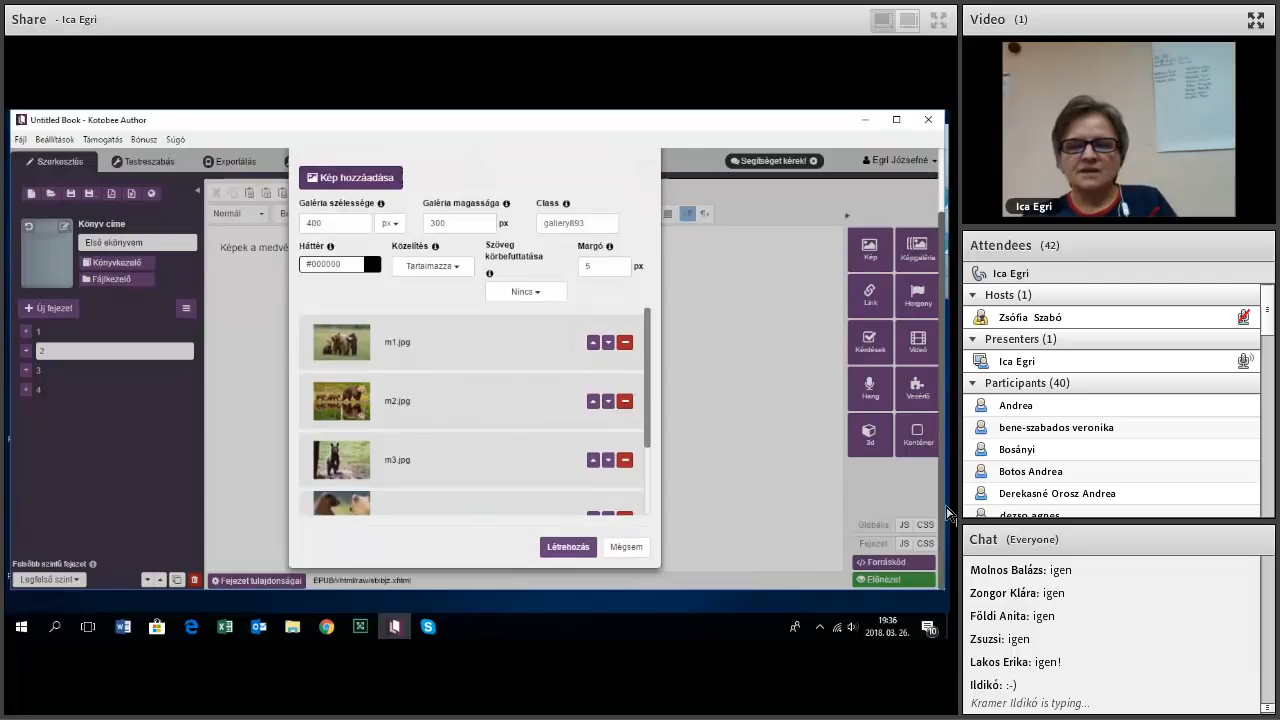 Share - Ica Egri
Video (1)
Ica Egri
Untitled Book - Kotobee Author
Fájl Beállítások Támogatás Bónusz Súgó
Szerkesztés Testreszabás Exportálás
Segítséget kérek!
Egri Józsefné
Könyv címe
Első ekönyvem
Könyvkezelő
Fájlkezelő
Új fejezet
1
2
3
4
Felsőbb szintű fejezet
Legfelső szint
Normál
Képek a medvé
Kép hozzáadása
Galéria szélessége Galéria magassága Class
400 px 300 px gallery893
Háttér Közelítés Szöveg körbefuttatása Margó
#000000 Tartalmazza Nincs 5 px
m1.jpg
m2.jpg
m3.jpg
Létrehozás Mégsem
Kép Képgaléria
Link Horgony
Kérdések Videó
Hang Vezérlő
3d Konténer
Globális JS CSS
Fejezet JS CSS
Forráskód
Előnézet
Fejezet tulajdonságai
EPUB/xhtml/raw/sfxbjz.xhtml
19:36
2018. 03. 26.
10
Attendees (42)
Ica Egri
Hosts (1)
Zsófia Szabó
Presenters (1)
Ica Egri
Participants (40)
Andrea
bene-szabados veronika
Bosányi
Botos Andrea
Derekasné Orosz Andrea
dezso agnes
Chat (Everyone)
Molnos Balázs: igen
Zongor Klára: igen
Földi Anita: igen
Zsuzsi: igen
Lakos Erika: igen!
Ildikó: :-)
Kramer Ildikó is typing...